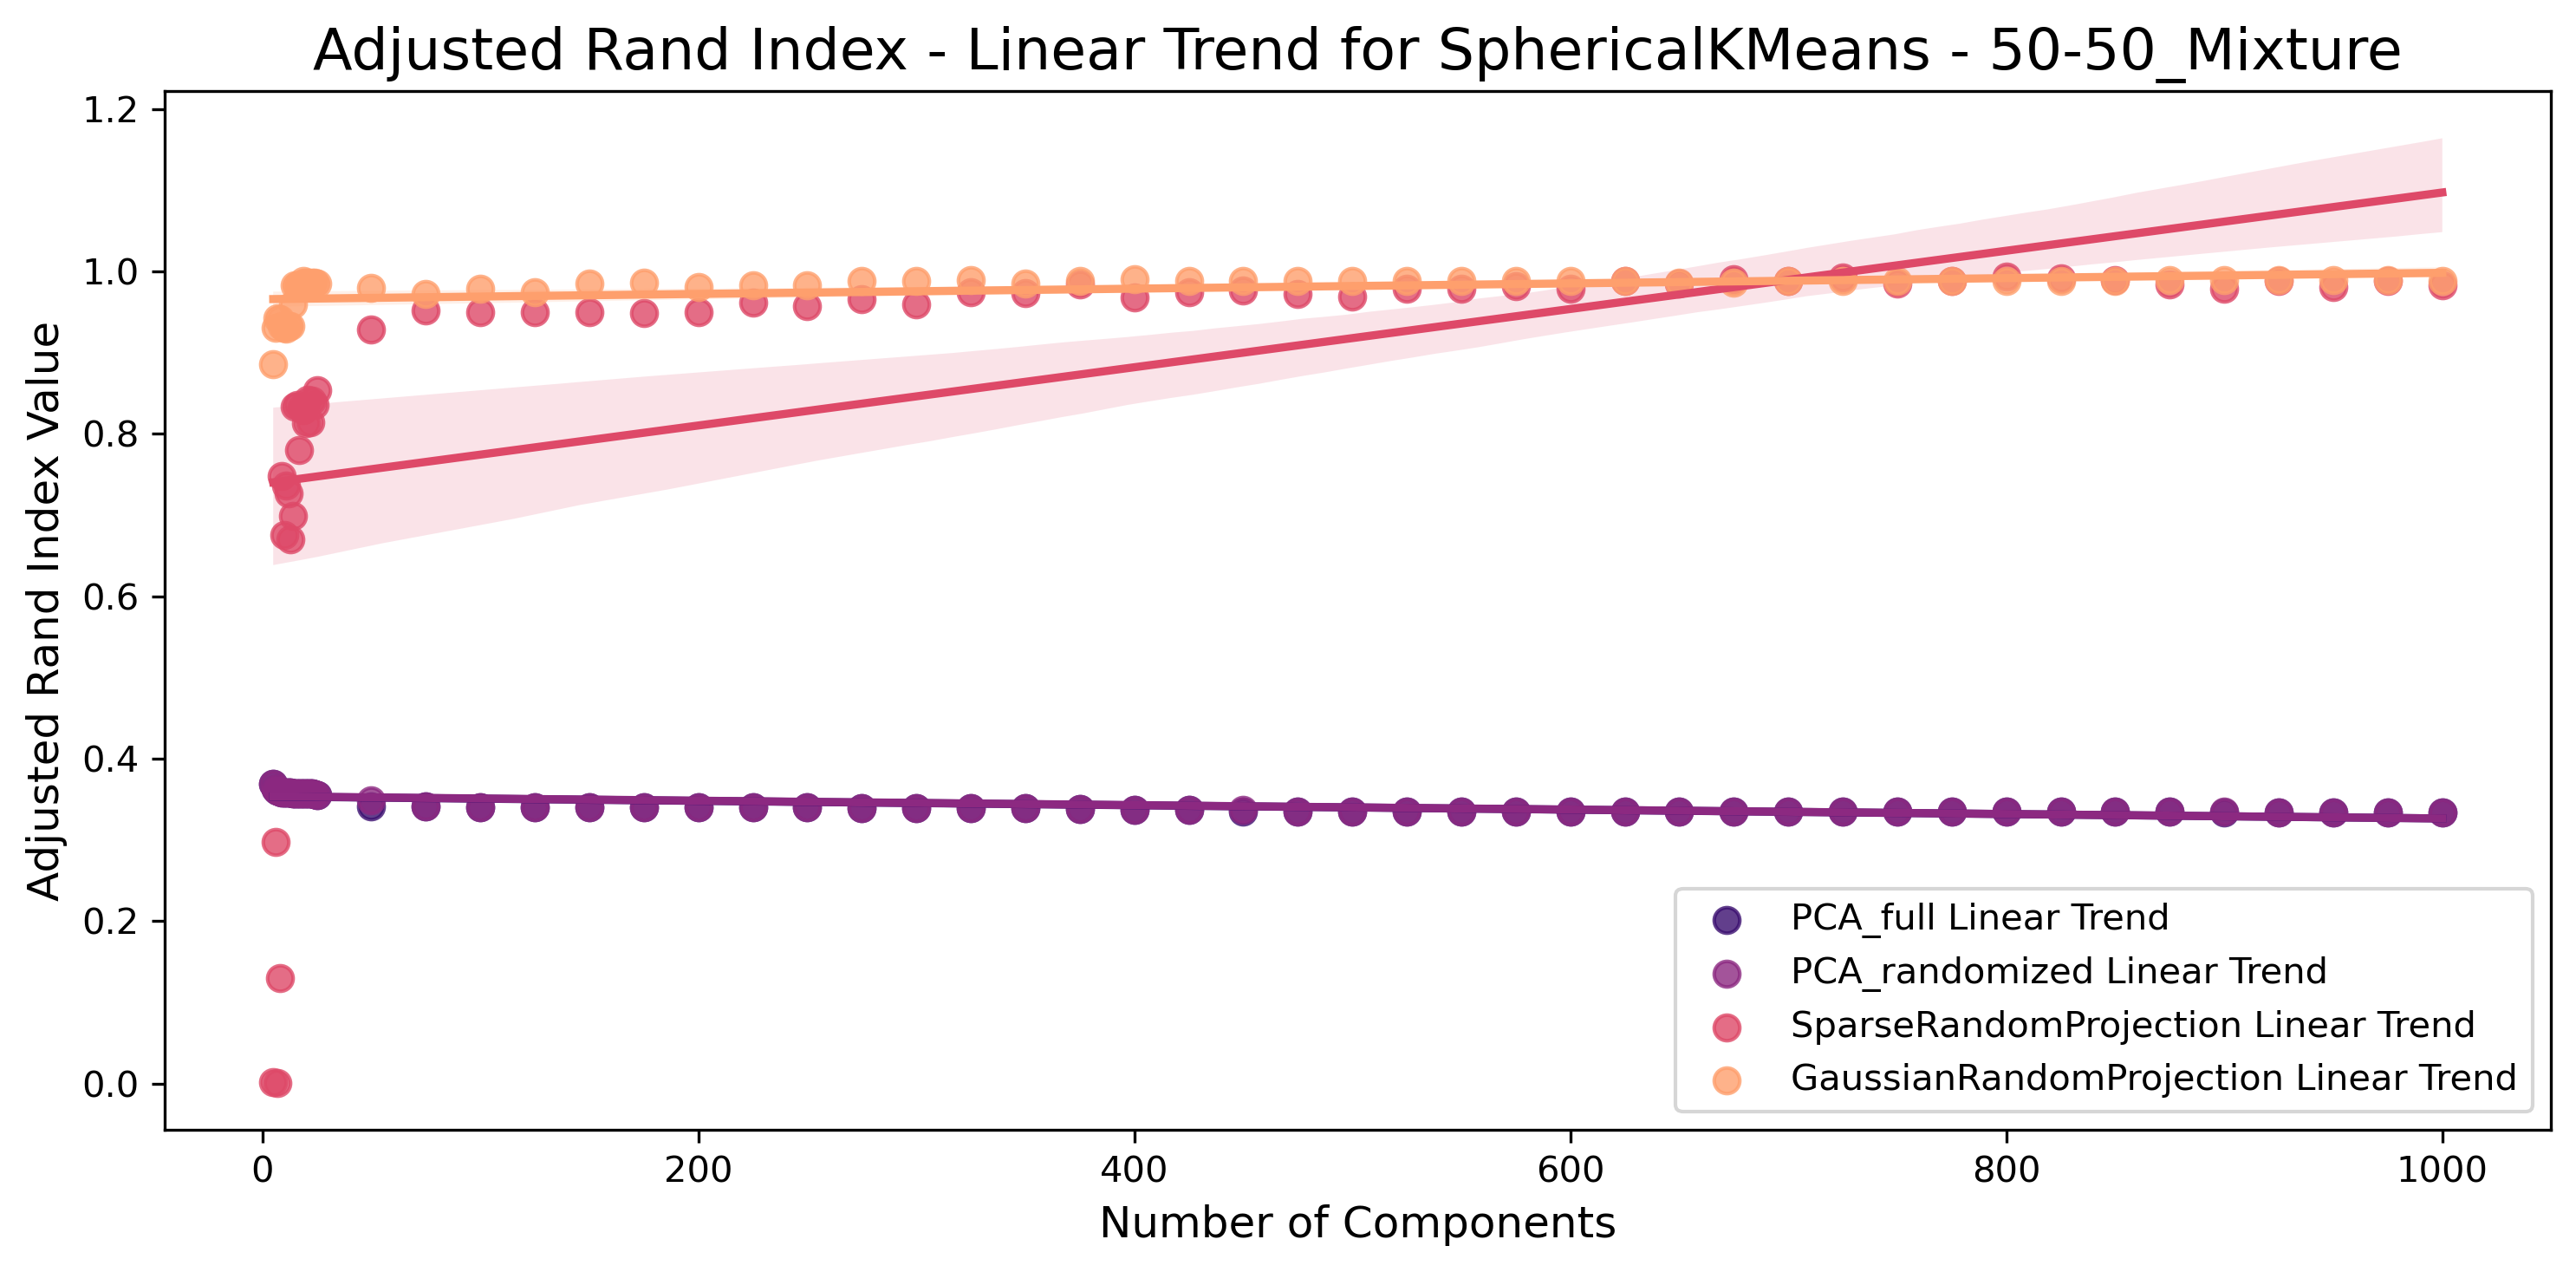 Adjusted Rand Index - Linear Trend for SphericalKMeans - 50-50_Mixture
Adjusted Rand Index Value
1.2
1.0
0.8
0.6
0.4
0.2
0.0
0
200
400
600
800
1000
Number of Components
PCA_full Linear Trend
PCA_randomized Linear Trend
SparseRandomProjection Linear Trend
GaussianRandomProjection Linear Trend